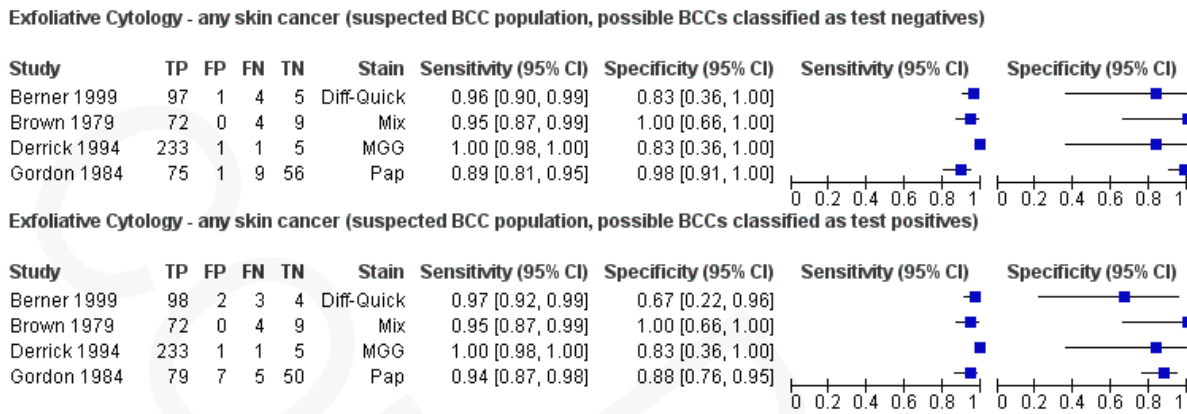 Exfoliative Cytology - any skin cancer (suspected BCC population, possible BCCs classified as test negatives)
Study TP FP FN TN Stain Sensitivity (95% CI) Specificity (95% CI) Sensitivity (95% CI) Specificity (95% CI)
Berner 1999 97 1 4 5 Diff-Quick 0.96 [0.90, 0.99] 0.83 [0.36, 1.00]
Brown 1979 72 0 4 9 Mix 0.95 [0.87, 0.99] 1.00 [0.66, 1.00]
Derrick 1994 233 1 1 5 MGG 1.00 [0.98, 1.00] 0.83 [0.36, 1.00]
Gordon 1984 75 1 9 56 Pap 0.89 [0.81, 0.95] 0.98 [0.91, 1.00]
0 0.2 0.4 0.6 0.8 1 0 0.2 0.4 0.6 0.8 1
Exfoliative Cytology - any skin cancer (suspected BCC population, possible BCCs classified as test positives)
Study TP FP FN TN Stain Sensitivity (95% CI) Specificity (95% CI) Sensitivity (95% CI) Specificity (95% CI)
Berner 1999 98 2 3 4 Diff-Quick 0.97 [0.92, 0.99] 0.67 [0.22, 0.96]
Brown 1979 72 0 4 9 Mix 0.95 [0.87, 0.99] 1.00 [0.66, 1.00]
Derrick 1994 233 1 1 5 MGG 1.00 [0.98, 1.00] 0.83 [0.36, 1.00]
Gordon 1984 79 7 5 50 Pap 0.94 [0.87, 0.98] 0.88 [0.76, 0.95]
0 0.2 0.4 0.6 0.8 1 0 0.2 0.4 0.6 0.8 1